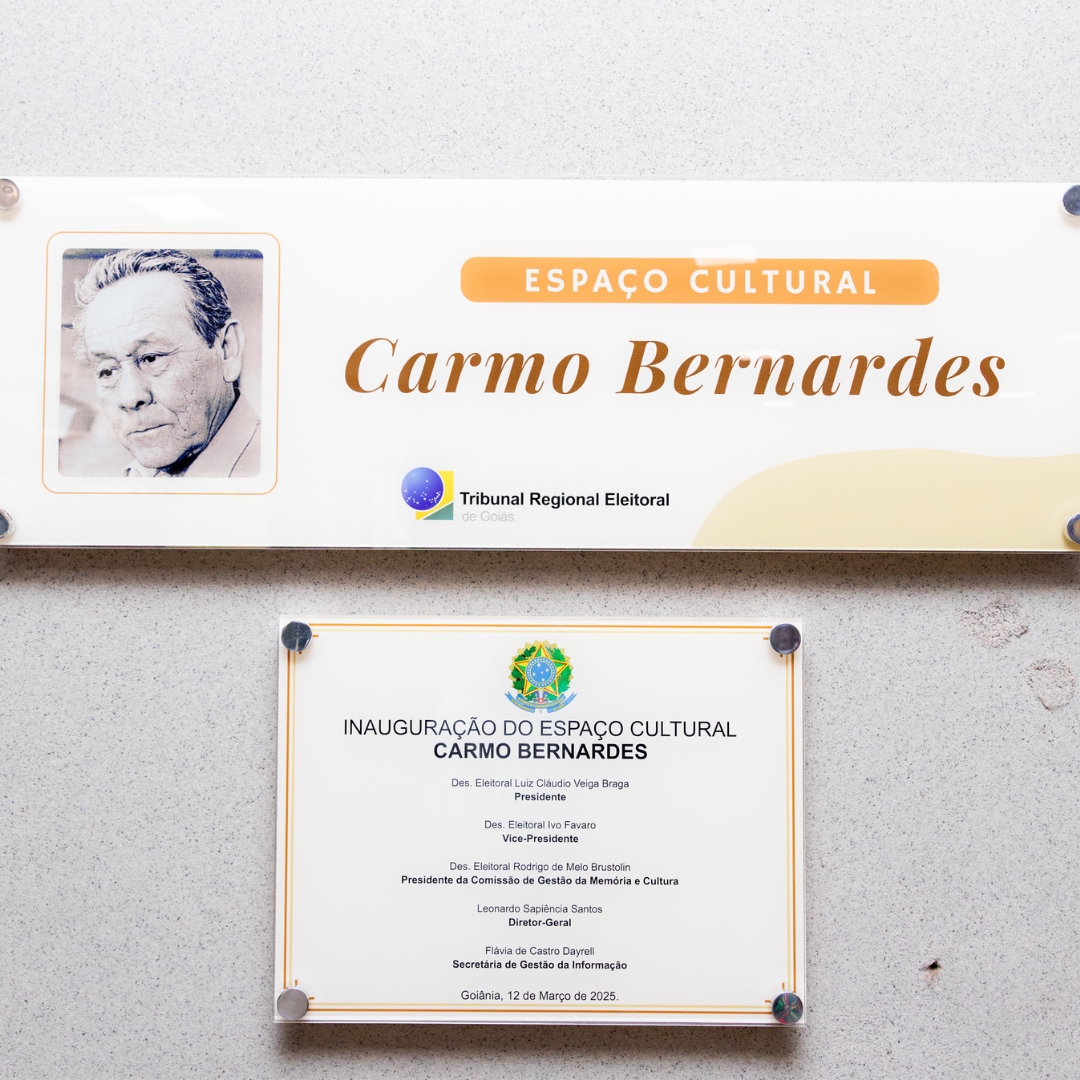 ESPAÇO CULTURAL
Carmo Bernardes
Tribunal Regional Eleitoral
de Goiás
INAUGURAÇÃO DO ESPAÇO CULTURAL
CARMO BERNARDES
Des. Eleitoral Luiz Cláudio Veiga Braga
Presidente
Des. Eleitoral Ivo Favaro
Vice-Presidente
Des. Eleitoral Rodrigo de Melo Brustolin
Presidente da Comissão de Gestão da Memória e Cultura
Leonardo Sapiência Santos
Diretor-Geral
Flávia de Castro Dayrell
Secretária de Gestão da Informação
Goiânia, 12 de Março de 2025.